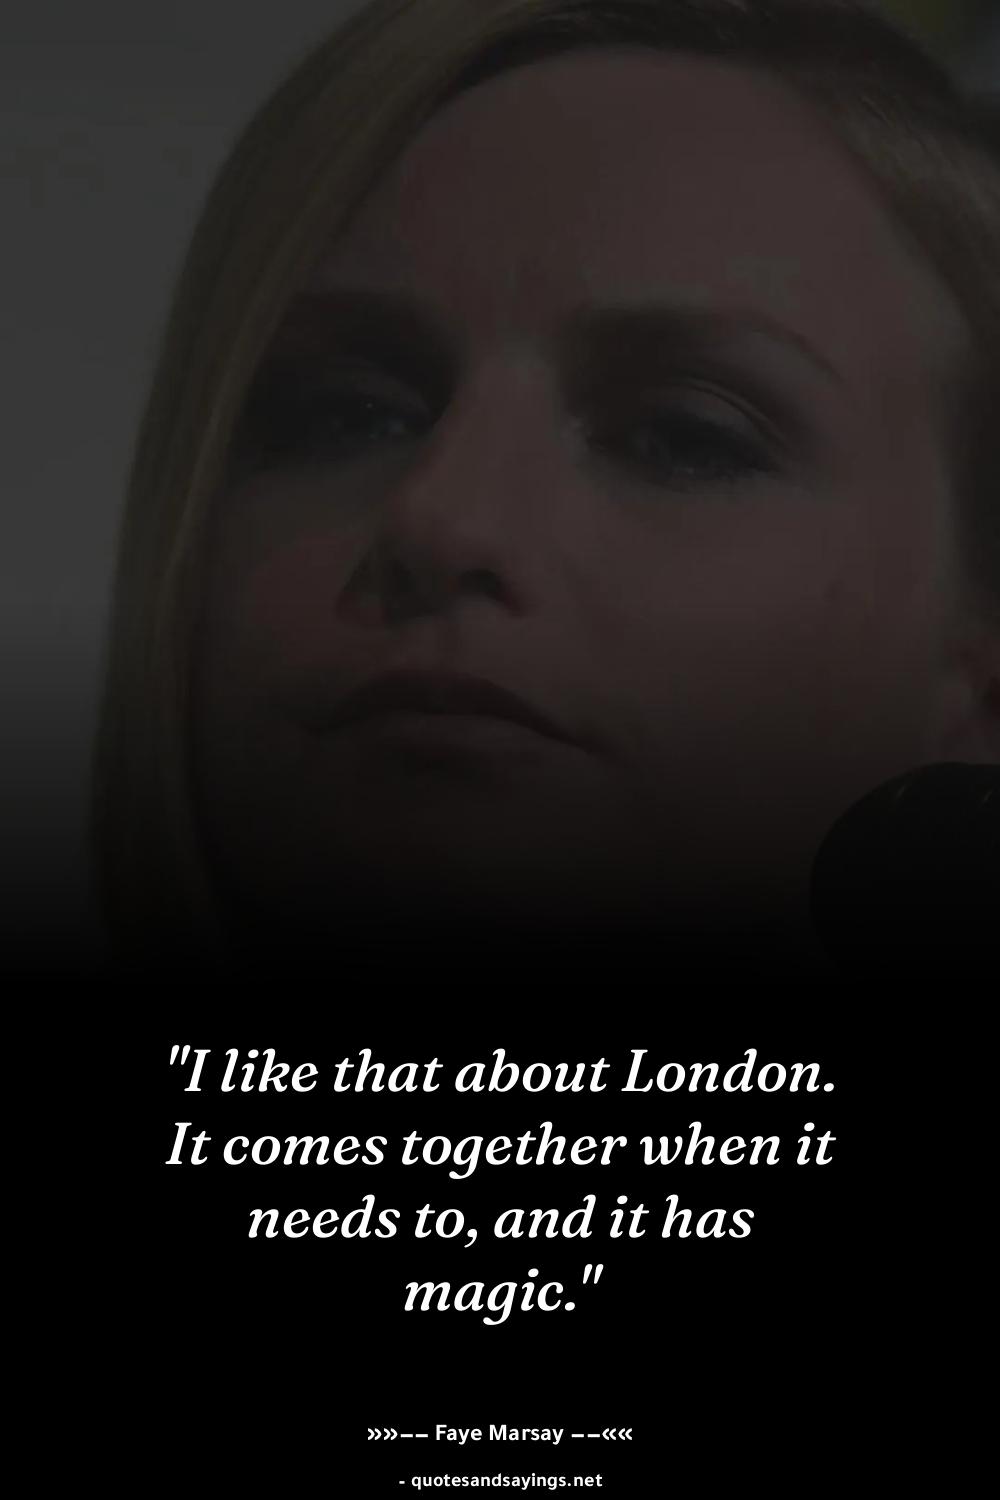 "I like that about London.
It comes together when it
needs to, and it has
magic."
»»−− Faye Marsay −−««
- quotesandsayings.net